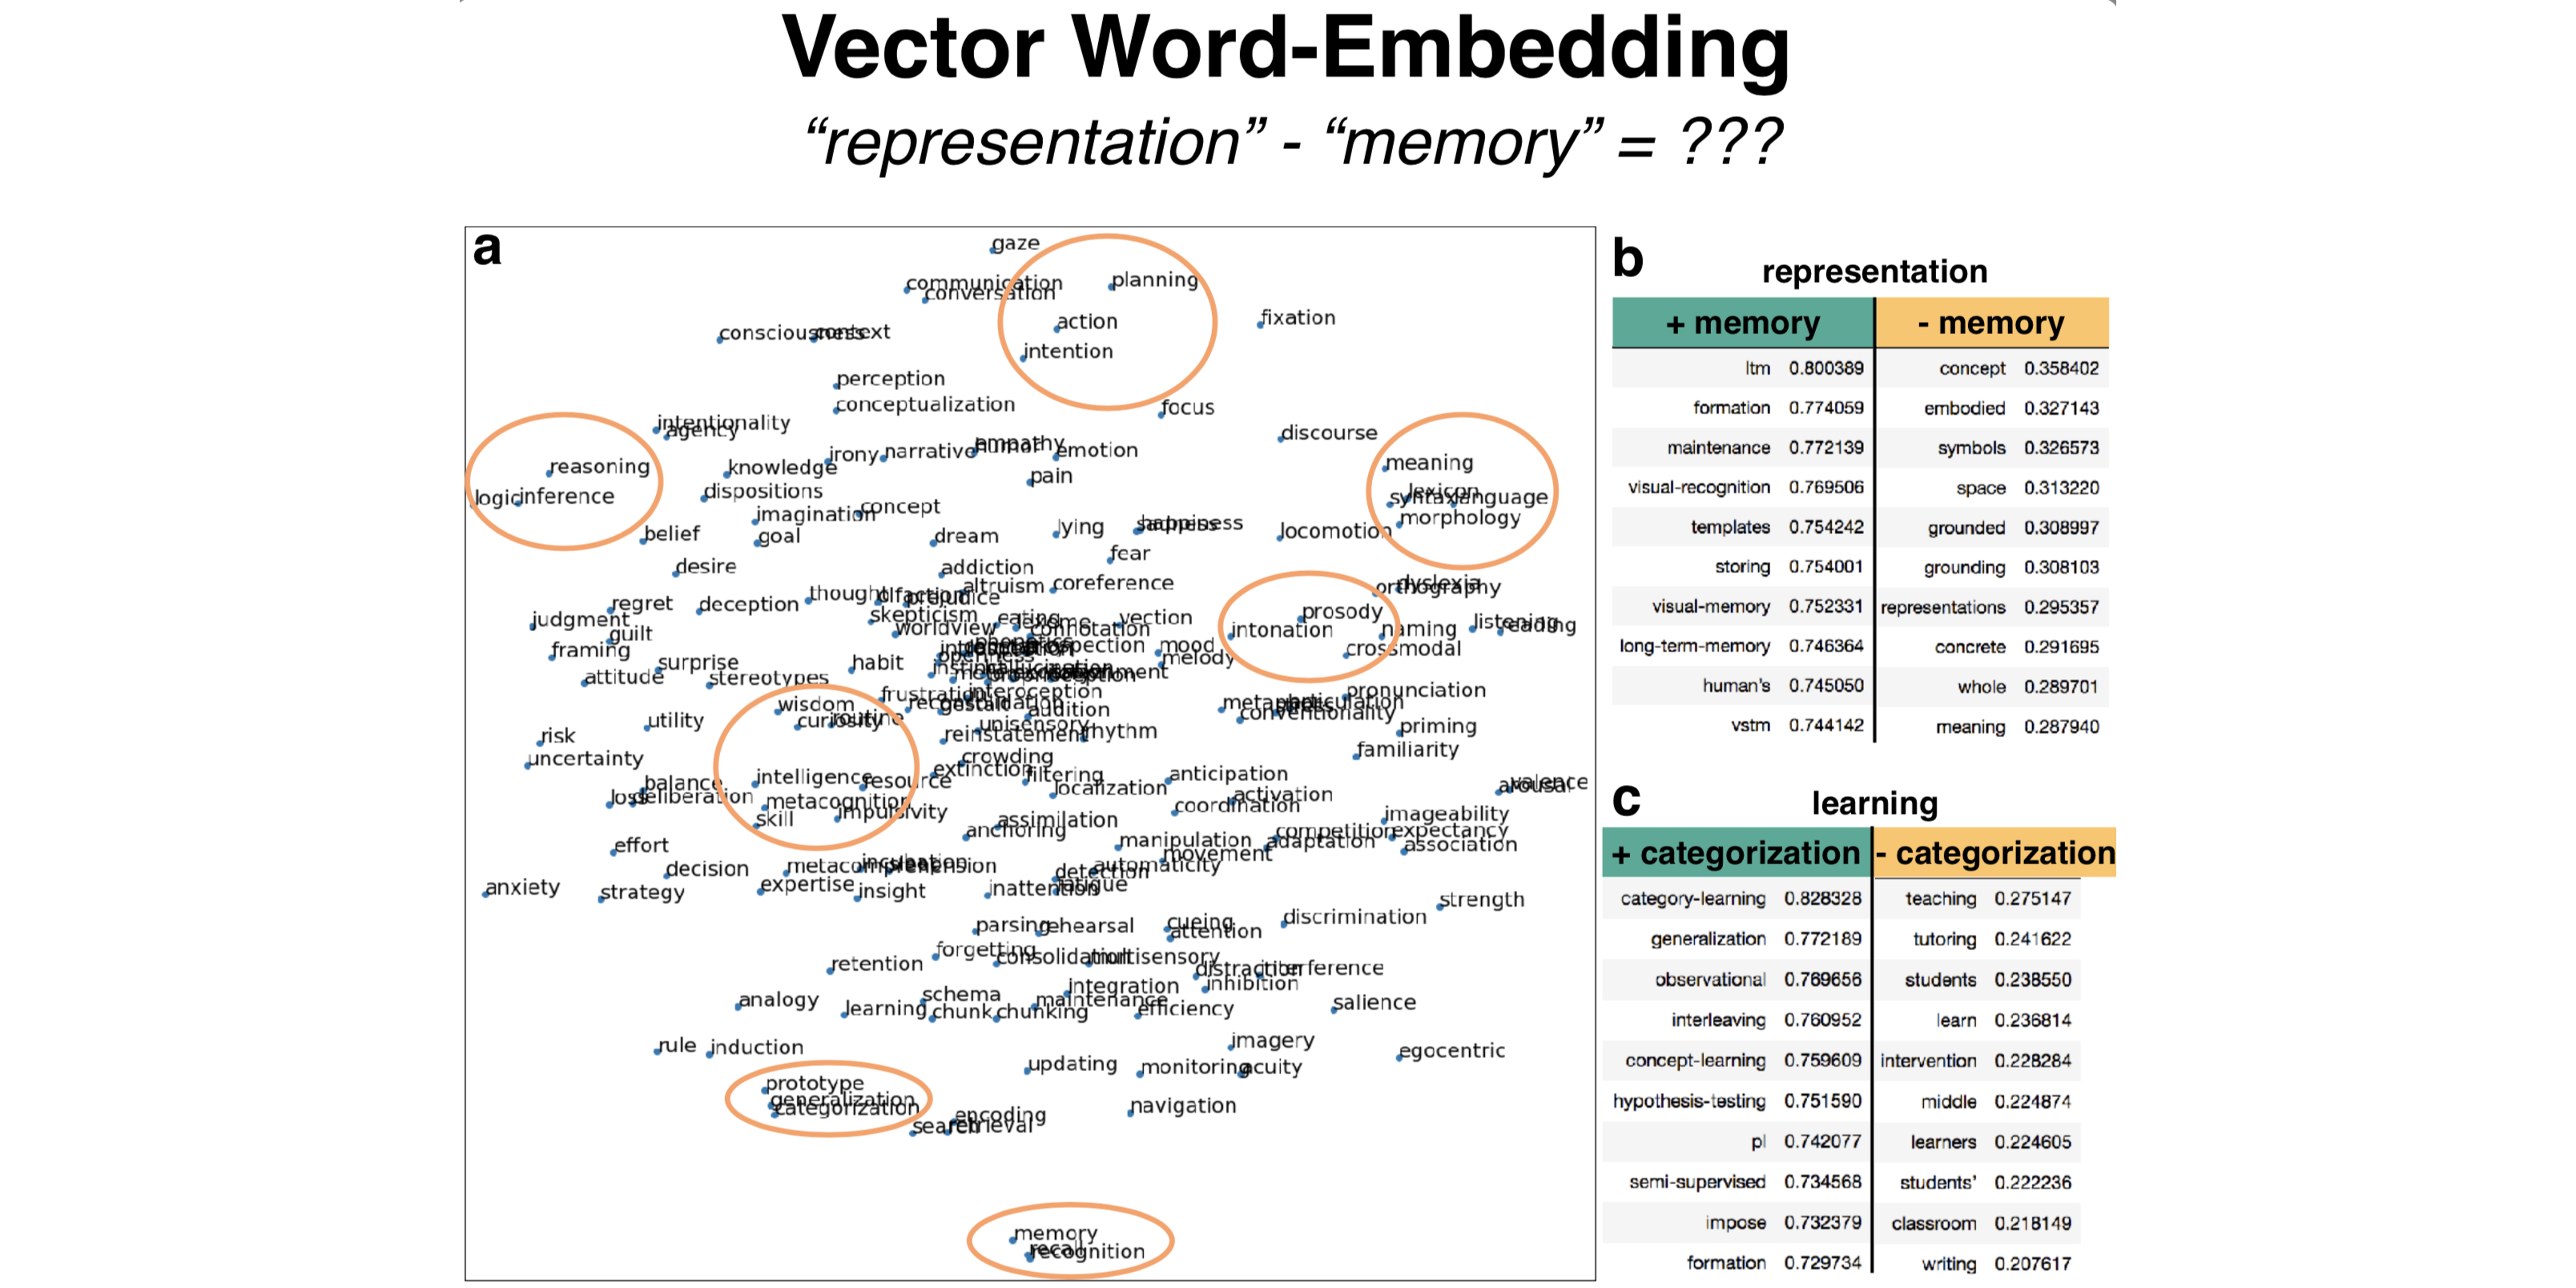 Vector Word-Embedding
“representation” - “memory” = ???
a
gaze
communication
planning
conversation
action
fixation
consciousness
context
intention
perception
conceptualization
focus
intentionality
agency
discourse
empathy
irony
narrative
humor
emotion
reasoning
knowledge
meaning
pain
dispositions
lexicon
logic
inference
syntax
language
concept
imagination
morphology
lying
happiness
sadness
locomotion
belief
goal
dream
fear
desire
addiction
altruism
coreference
dyslexia
orthography
thought
olfaction
prejudice
regret
deception
skepticism
eating
vection
prosody
judgment
worldview
connotation
intonation
naming
listening
reading
guilt
framing
openness
mood
crossmodal
surprise
habit
melody
attitude
stereotypes
interoception
frustration
pronunciation
wisdom
gestalt
audition
conventionality
curiosity
routine
utility
unisensory
priming
risk
reinstatement
rhythm
familiarity
uncertainty
crowding
extinction
filtering
anticipation
intelligence
resource
balance
localization
activation
valence
arousal
loss
deliberation
metacognition
coordination
skill
impulsivity
assimilation
imageability
anchoring
competition
expectancy
effort
manipulation
adaptation
association
movement
metacomprehension
incubation
automaticity
decision
detection
anxiety
strategy
expertise
insight
inattention
fatigue
strength
parsing
rehearsal
cueing
discrimination
attention
forgetting
consolidation
multisensory
retention
distraction
interference
integration
inhibition
analogy
schema
maintenance
salience
learning
chunk
chunking
efficiency
rule
induction
imagery
egocentric
updating
monitoring
acuity
prototype
generalization
categorization
encoding
navigation
search
retrieval
memory
recall
recognition
b
representation
+ memory - memory
ltm 0.800389 concept 0.358402
formation 0.774059 embodied 0.327143
maintenance 0.772139 symbols 0.326573
visual-recognition 0.769506 space 0.313220
templates 0.754242 grounded 0.308997
storing 0.754001 grounding 0.308103
visual-memory 0.752331 representations 0.295357
long-term-memory 0.746364 concrete 0.291695
human's 0.745050 whole 0.289701
vstm 0.744142 meaning 0.287940
c
learning
+ categorization - categorization
category-learning 0.828328 teaching 0.275147
generalization 0.772189 tutoring 0.241622
observational 0.769656 students 0.238550
interleaving 0.760952 learn 0.236814
concept-learning 0.759609 intervention 0.228284
hypothesis-testing 0.751590 middle 0.224874
pl 0.742077 learners 0.224605
semi-supervised 0.734568 students' 0.222236
impose 0.732379 classroom 0.218149
formation 0.729734 writing 0.207617